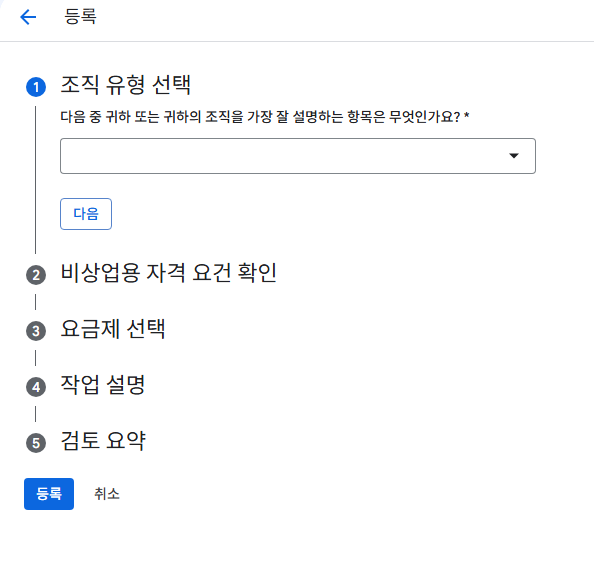 등록
1 조직 유형 선택
다음 중 귀하 또는 귀하의 조직을 가장 잘 설명하는 항목은 무엇인가요? *
다음
2 비상업용 자격 요건 확인
3 요금제 선택
4 작업 설명
5 검토 요약
등록 취소